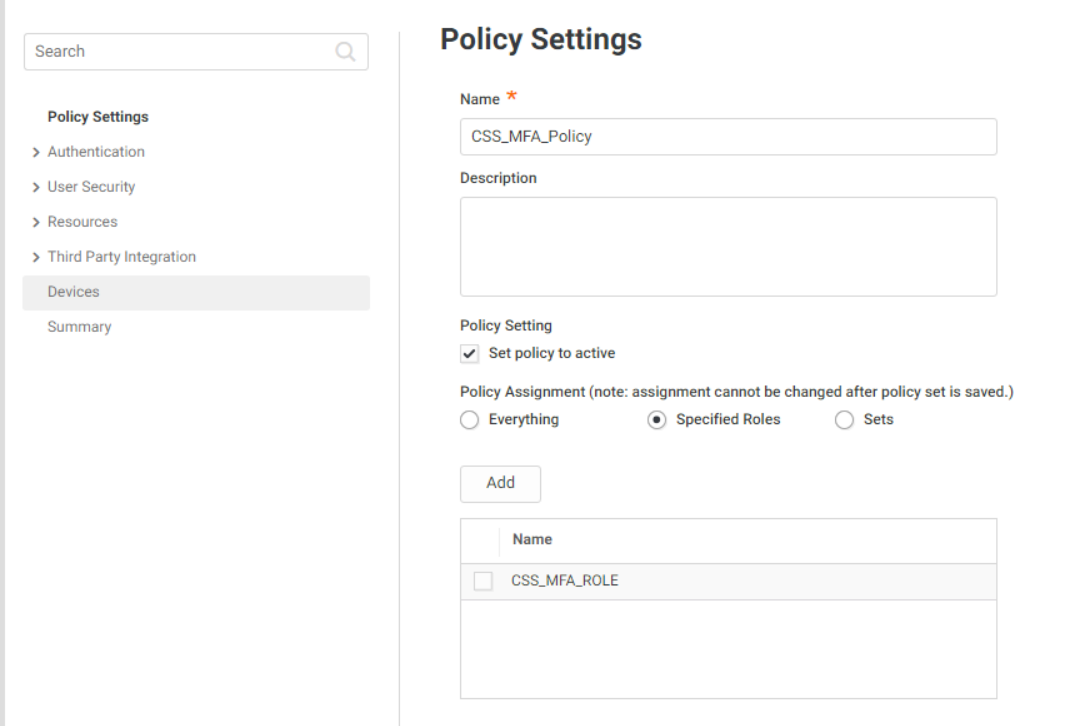 Search
Policy Settings
Authentication
User Security
Resources
Third Party Integration
Devices
Summary
Policy Settings
Name *
CSS_MFA_Policy
Description
Policy Setting
Set policy to active
Policy Assignment (note: assignment cannot be changed after policy set is saved.)
Everything Specified Roles Sets
Add
Name
CSS_MFA_ROLE